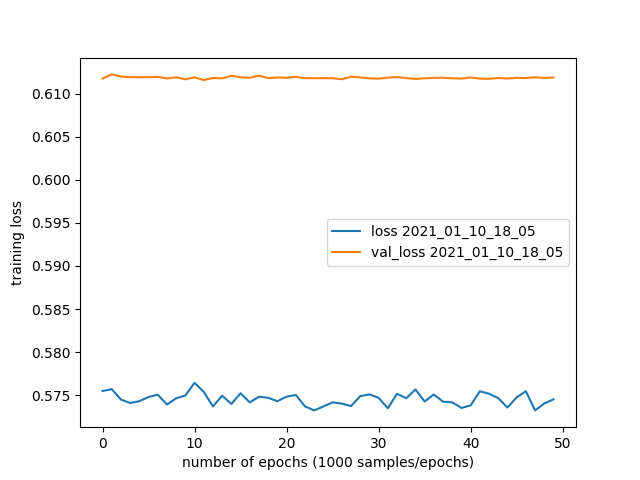 0.610
0.605
0.600
0.595
0.590
0.585
0.580
0.575
training loss
loss 2021_01_10_18_05
val_loss 2021_01_10_18_05
0 10 20 30 40 50
number of epochs (1000 samples/epochs)